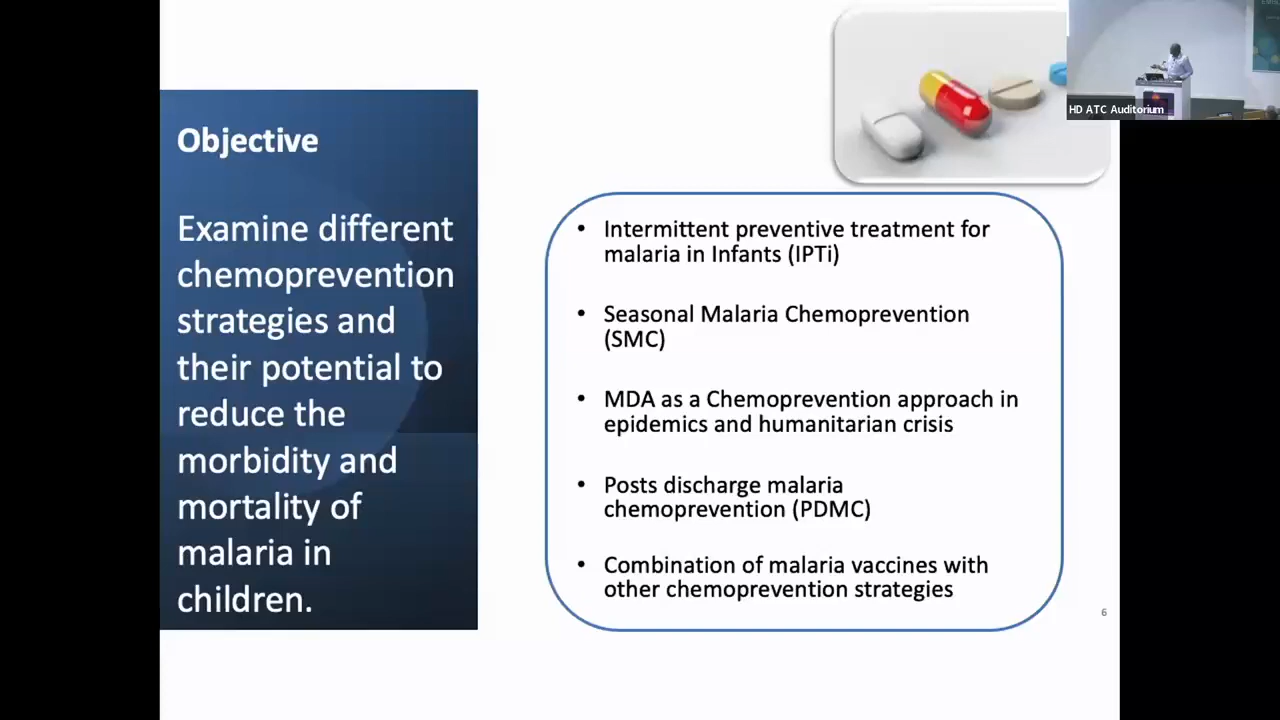 HD ATC Auditorium
Objective
Examine different
chemoprevention
strategies and
their potential to
reduce the
morbidity and
mortality of
malaria in
children.
• Intermittent preventive treatment for
malaria in Infants (IPTi)
• Seasonal Malaria Chemoprevention
(SMC)
• MDA as a Chemoprevention approach in
epidemics and humanitarian crisis
• Posts discharge malaria
chemoprevention (PDMC)
• Combination of malaria vaccines with
other chemoprevention strategies
6